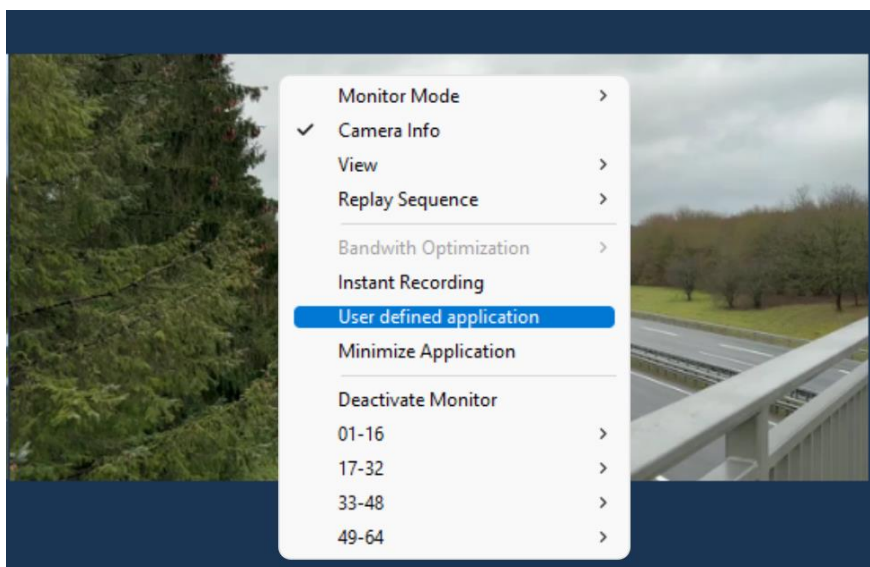 Monitor Mode
Camera Info
View
Replay Sequence
Bandwith Optimization
Instant Recording
User defined application
Minimize Application
Deactivate Monitor
01-16
17-32
33-48
49-64